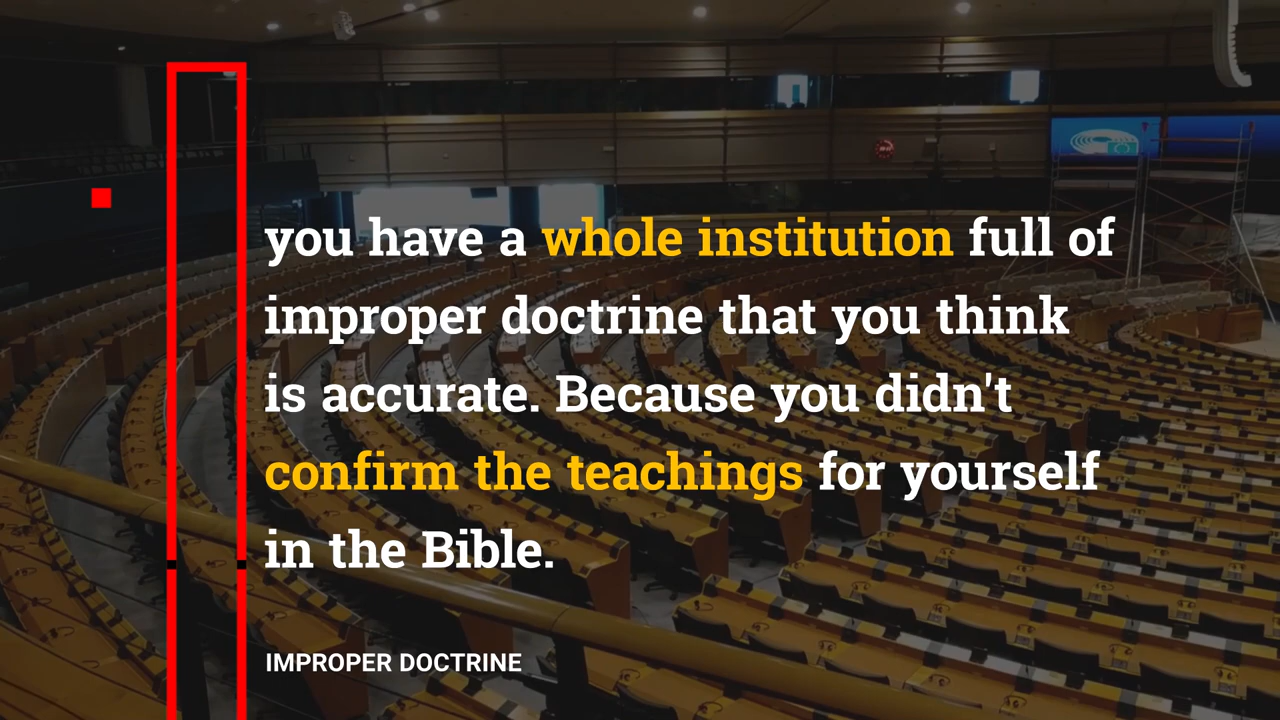 you have a whole institution full of
improper doctrine that you think
is accurate. Because you didn't
confirm the teachings for yourself
in the Bible.
IMPROPER DOCTRINE